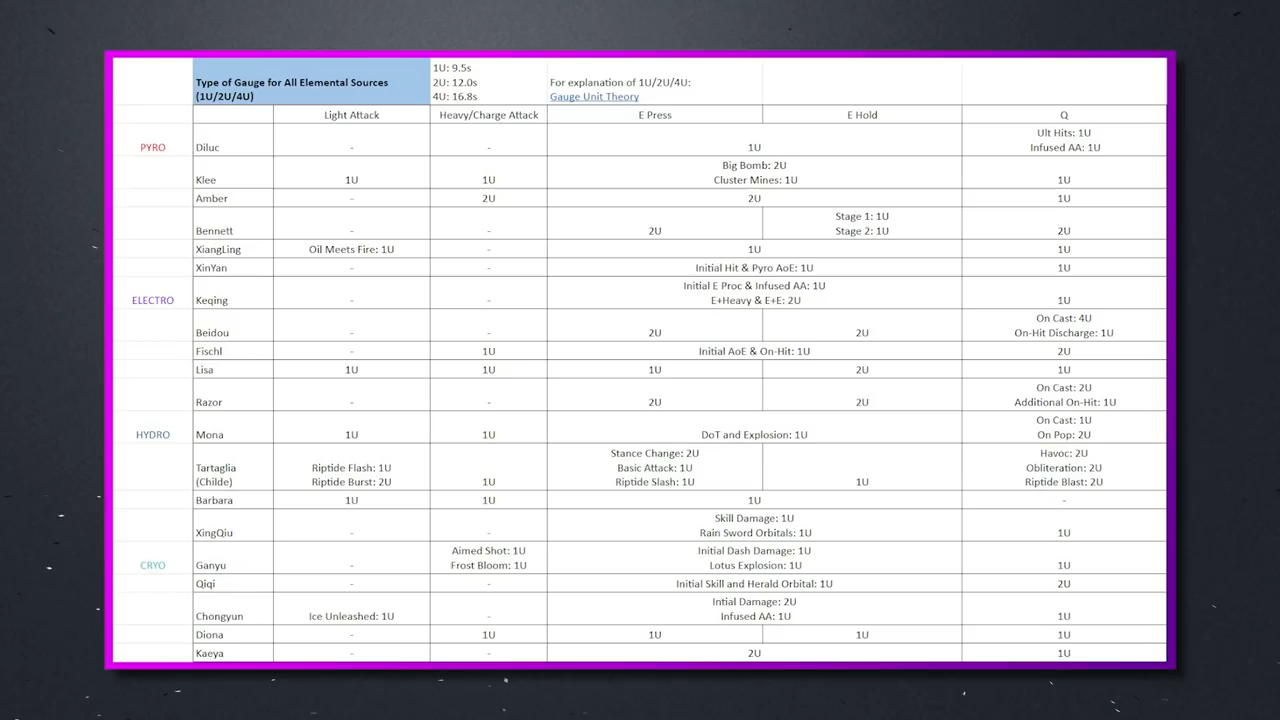 1U: 9.5s
Type of Gauge for All Elemental Sources 2U: 12.0s For explanation of 1U/2U/4U:
(1U/2U/4U) 4U: 16.8s Gauge Unit Theory
Light Attack Heavy/Charge Attack E Press E Hold Q
Ult Hits: 1U
PYRO Diluc - - 1U Infused AA: 1U
Big Bomb: 2U
Klee 1U 1U Cluster Mines: 1U 1U
Amber - 2U 2U 1U
Stage 1: 1U
Bennett - - 2U Stage 2: 1U 2U
XiangLing Oil Meets Fire: 1U - 1U 1U
XinYan - - Initial Hit & Pyro AoE: 1U 1U
Initial E Proc & Infused AA: 1U
ELECTRO Keqing - - E+Heavy & E+E: 2U 1U
On Cast: 4U
Beidou - - 2U 2U On-Hit Discharge: 1U
Fischl - 1U Initial AoE & On-Hit: 1U 2U
Lisa 1U 1U 1U 2U 1U
On Cast: 2U
Razor - - 2U 2U Additional On-Hit: 1U
On Cast: 1U
HYDRO Mona 1U 1U DoT and Explosion: 1U On Pop: 2U
Stance Change: 2U Havoc: 2U
Tartaglia Riptide Flash: 1U Basic Attack: 1U Obliteration: 2U
(Childe) Riptide Burst: 2U 1U Riptide Slash: 1U 1U Riptide Blast: 2U
Barbara 1U 1U 1U -
Skill Damage: 1U
XingQiu - - Rain Sword Orbitals: 1U 1U
Aimed Shot: 1U Initial Dash Damage: 1U
CRYO Ganyu - Frost Bloom: 1U Lotus Explosion: 1U 1U
Qiqi - - Initial Skill and Herald Orbital: 1U 2U
Intial Damage: 2U
Chongyun Ice Unleashed: 1U - Infused AA: 1U 1U
Diona - 1U 1U 1U 1U
Kaeya - - 2U 1U